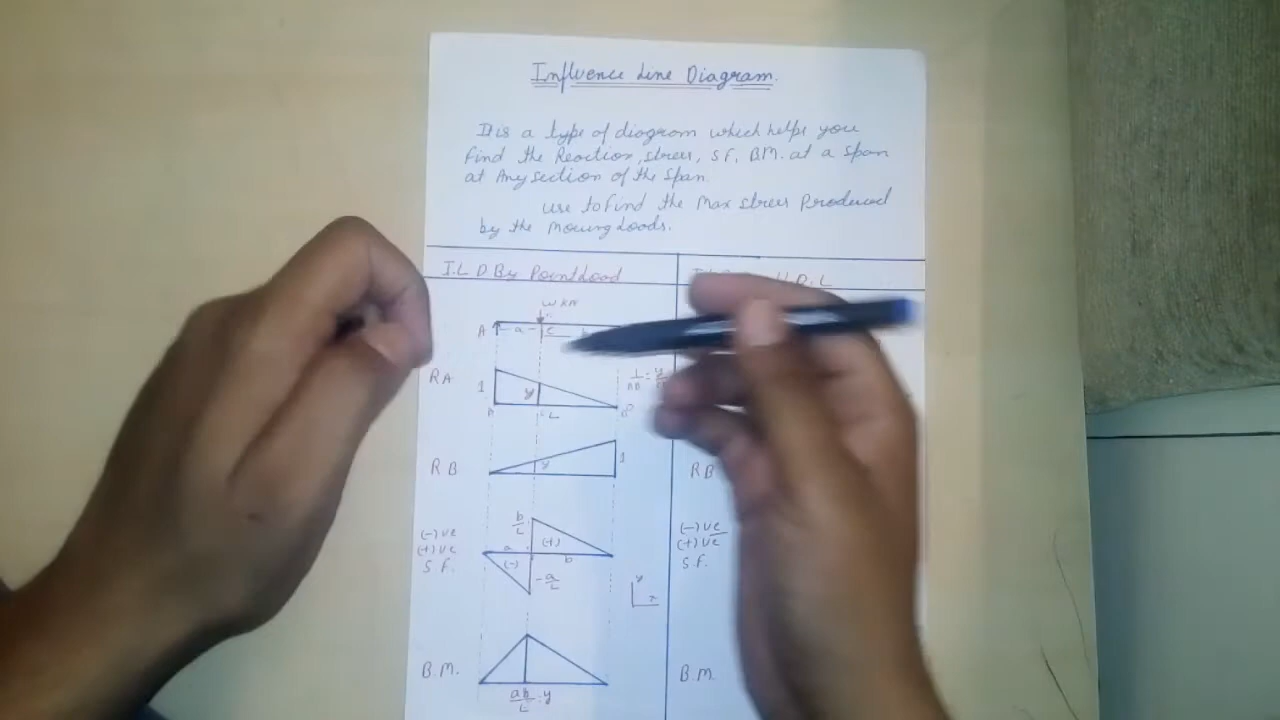 Influence Line Diagram.
It is a type of diagram which helps you
find the Reaction, stress, S.F, B.M. at a span
at Any section of the span.
use to find the Max stress Produced
by the Moving Loads.
I.L D. By Point Load
U.D.L
W KN
A a c
RA 1 y
A L B
RB y 1
b/L
(-)ve
(+)ve
S.F.
a (+)
(-) b
-a/L
y
x
B.M.
ab/L = y
RB
(-)ve
(+)ve
S.F.
B.M.